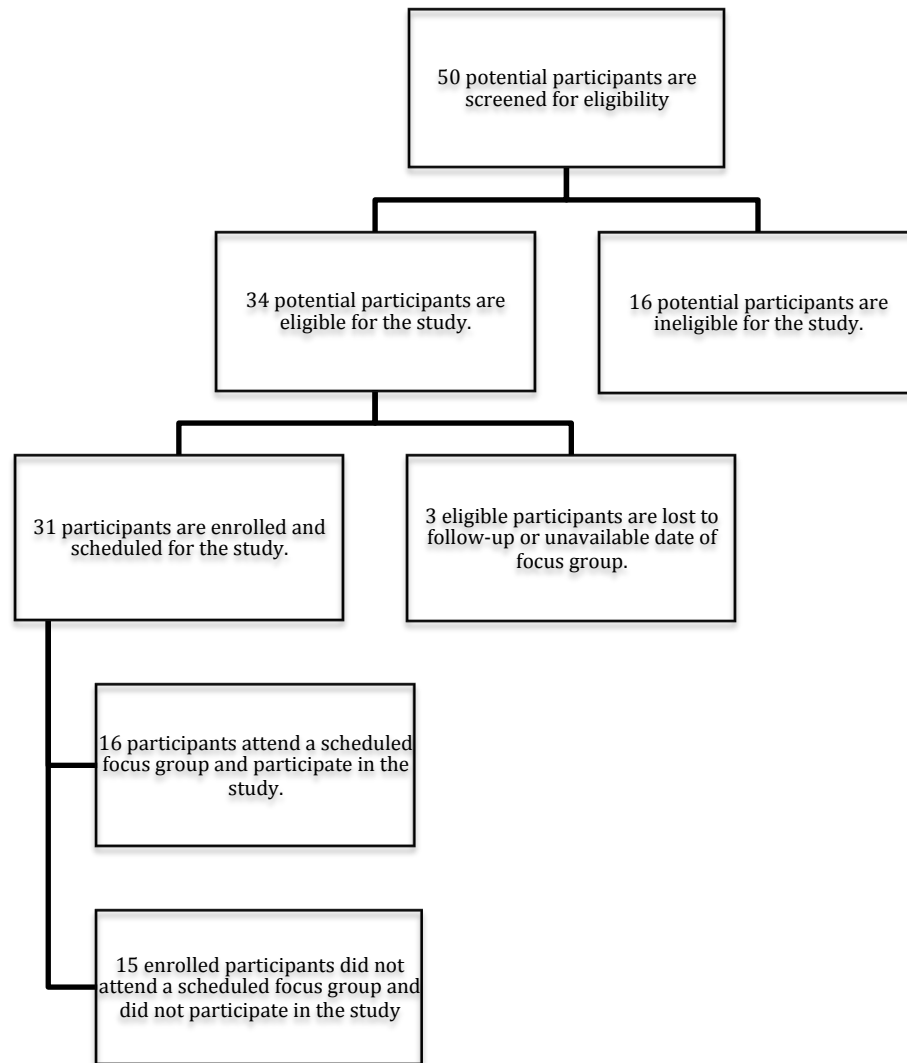 50 potential participants are
screened for eligibility
34 potential participants are
eligible for the study.
16 potential participants are
ineligible for the study.
31 participants are enrolled and
scheduled for the study.
3 eligible participants are lost to
follow-up or unavailable date of
focus group.
16 participants attend a scheduled
focus group and participate in the
study.
15 enrolled participants did not
attend a scheduled focus group and
did not participate in the study